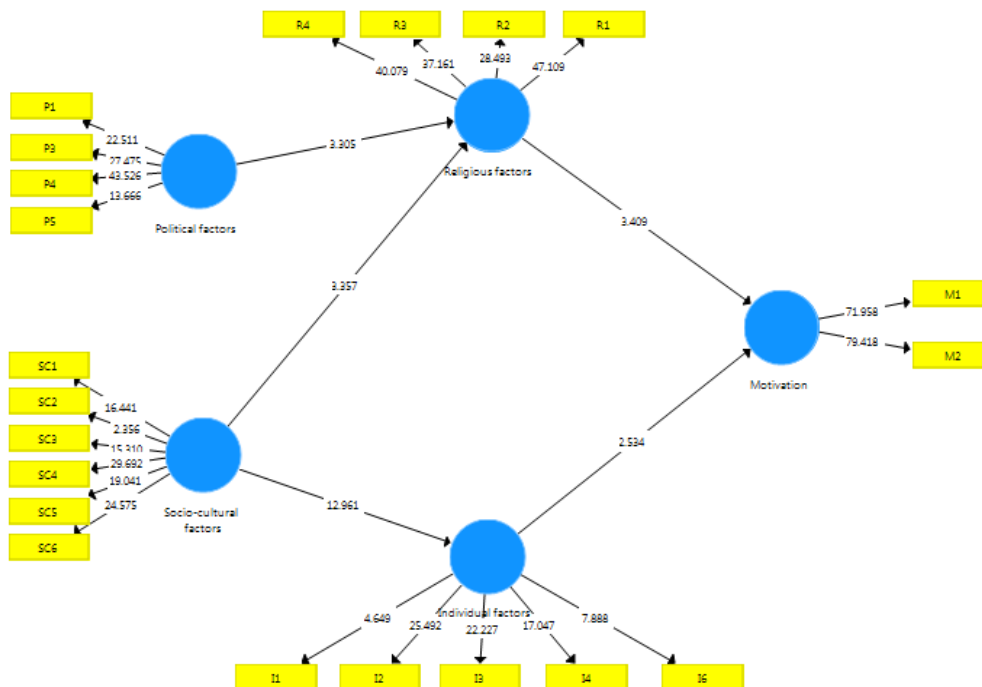 R4
R3
R2
R1
40.079
37.161
28.493
47.109
P1
P3
P4
P5
22.511
27.475
43.526
13.666
Political factors
3.305
Religious factors
3.357
3.409
SC1
SC2
SC3
SC4
SC5
SC6
16.441
2.356
15.310
29.692
19.041
24.575
Socio-cultural
factors
12.961
M1
M2
71.958
79.418
Motivation
2.534
Individual factors
4.649
25.492
22.227
17.047
7.888
I1
I2
I3
I4
I6